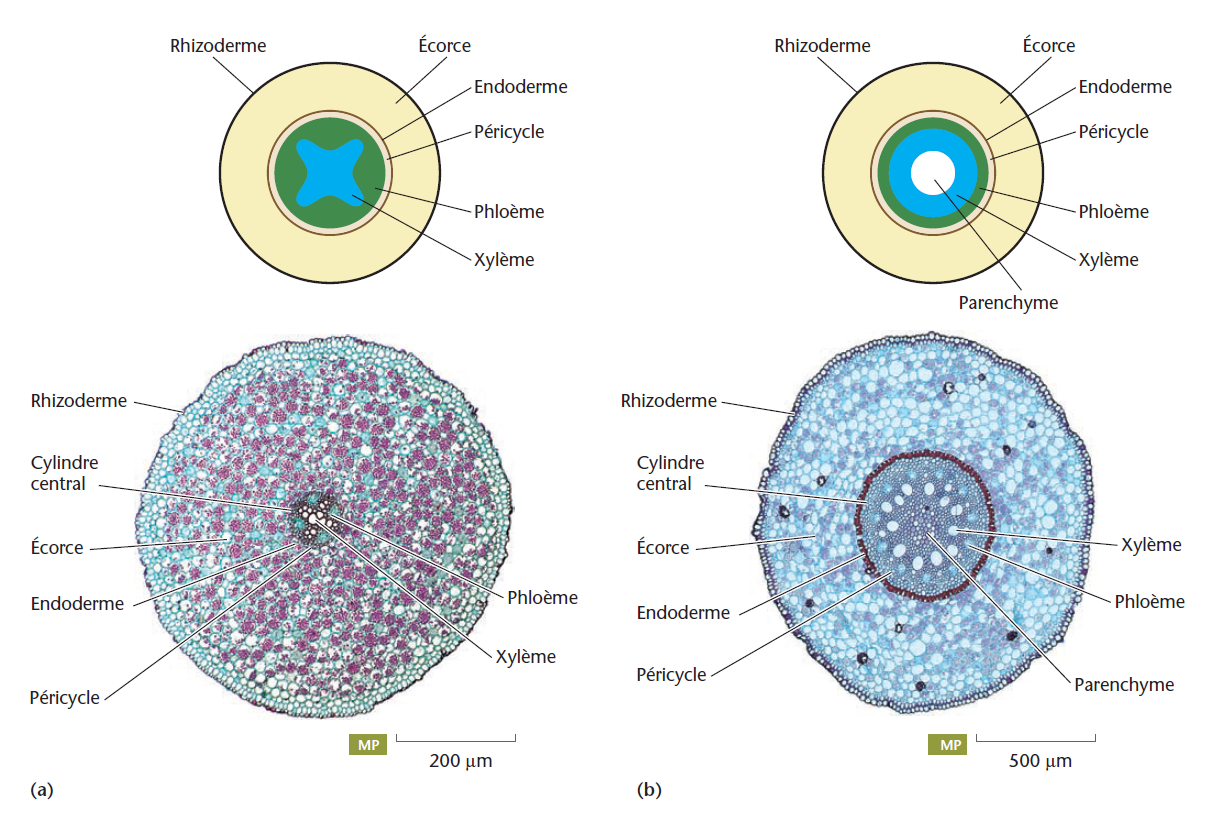 Rhizoderme
Écorce
Endoderme
Péricycle
Phloème
Xylème
Rhizoderme
Écorce
Endoderme
Péricycle
Phloème
Xylème
Parenchyme
Rhizoderme
Cylindre
central
Écorce
Endoderme
Péricycle
Phloème
Xylème
MP
200 μm
(a)
Rhizoderme
Cylindre
central
Écorce
Endoderme
Péricycle
Xylème
Phloème
Parenchyme
MP
500 μm
(b)